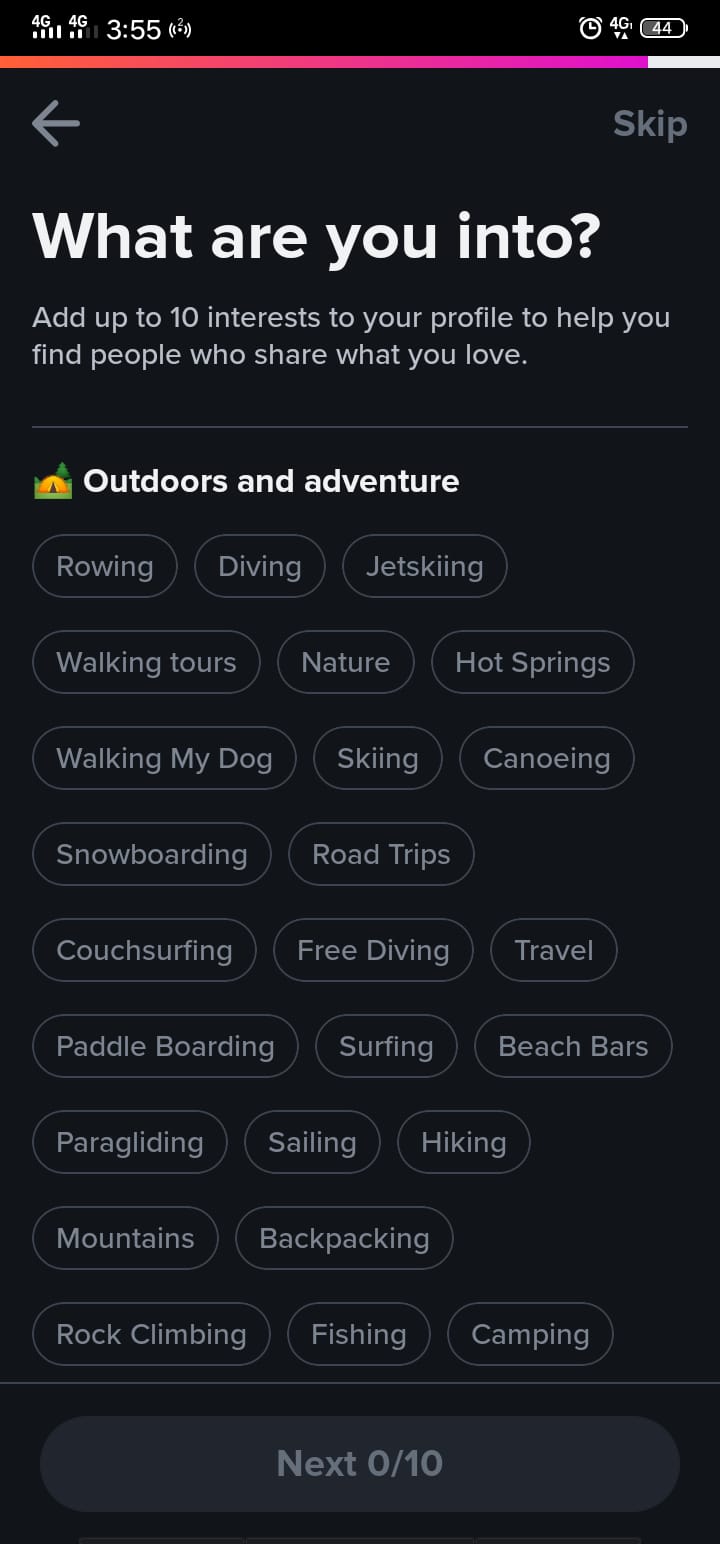 4G 4G 3:55 2 4G 44
Skip
What are you into?
Add up to 10 interests to your profile to help you
find people who share what you love.
Outdoors and adventure
Rowing Diving Jetskiing
Walking tours Nature Hot Springs
Walking My Dog Skiing Canoeing
Snowboarding Road Trips
Couchsurfing Free Diving Travel
Paddle Boarding Surfing Beach Bars
Paragliding Sailing Hiking
Mountains Backpacking
Rock Climbing Fishing Camping
Next 0/10